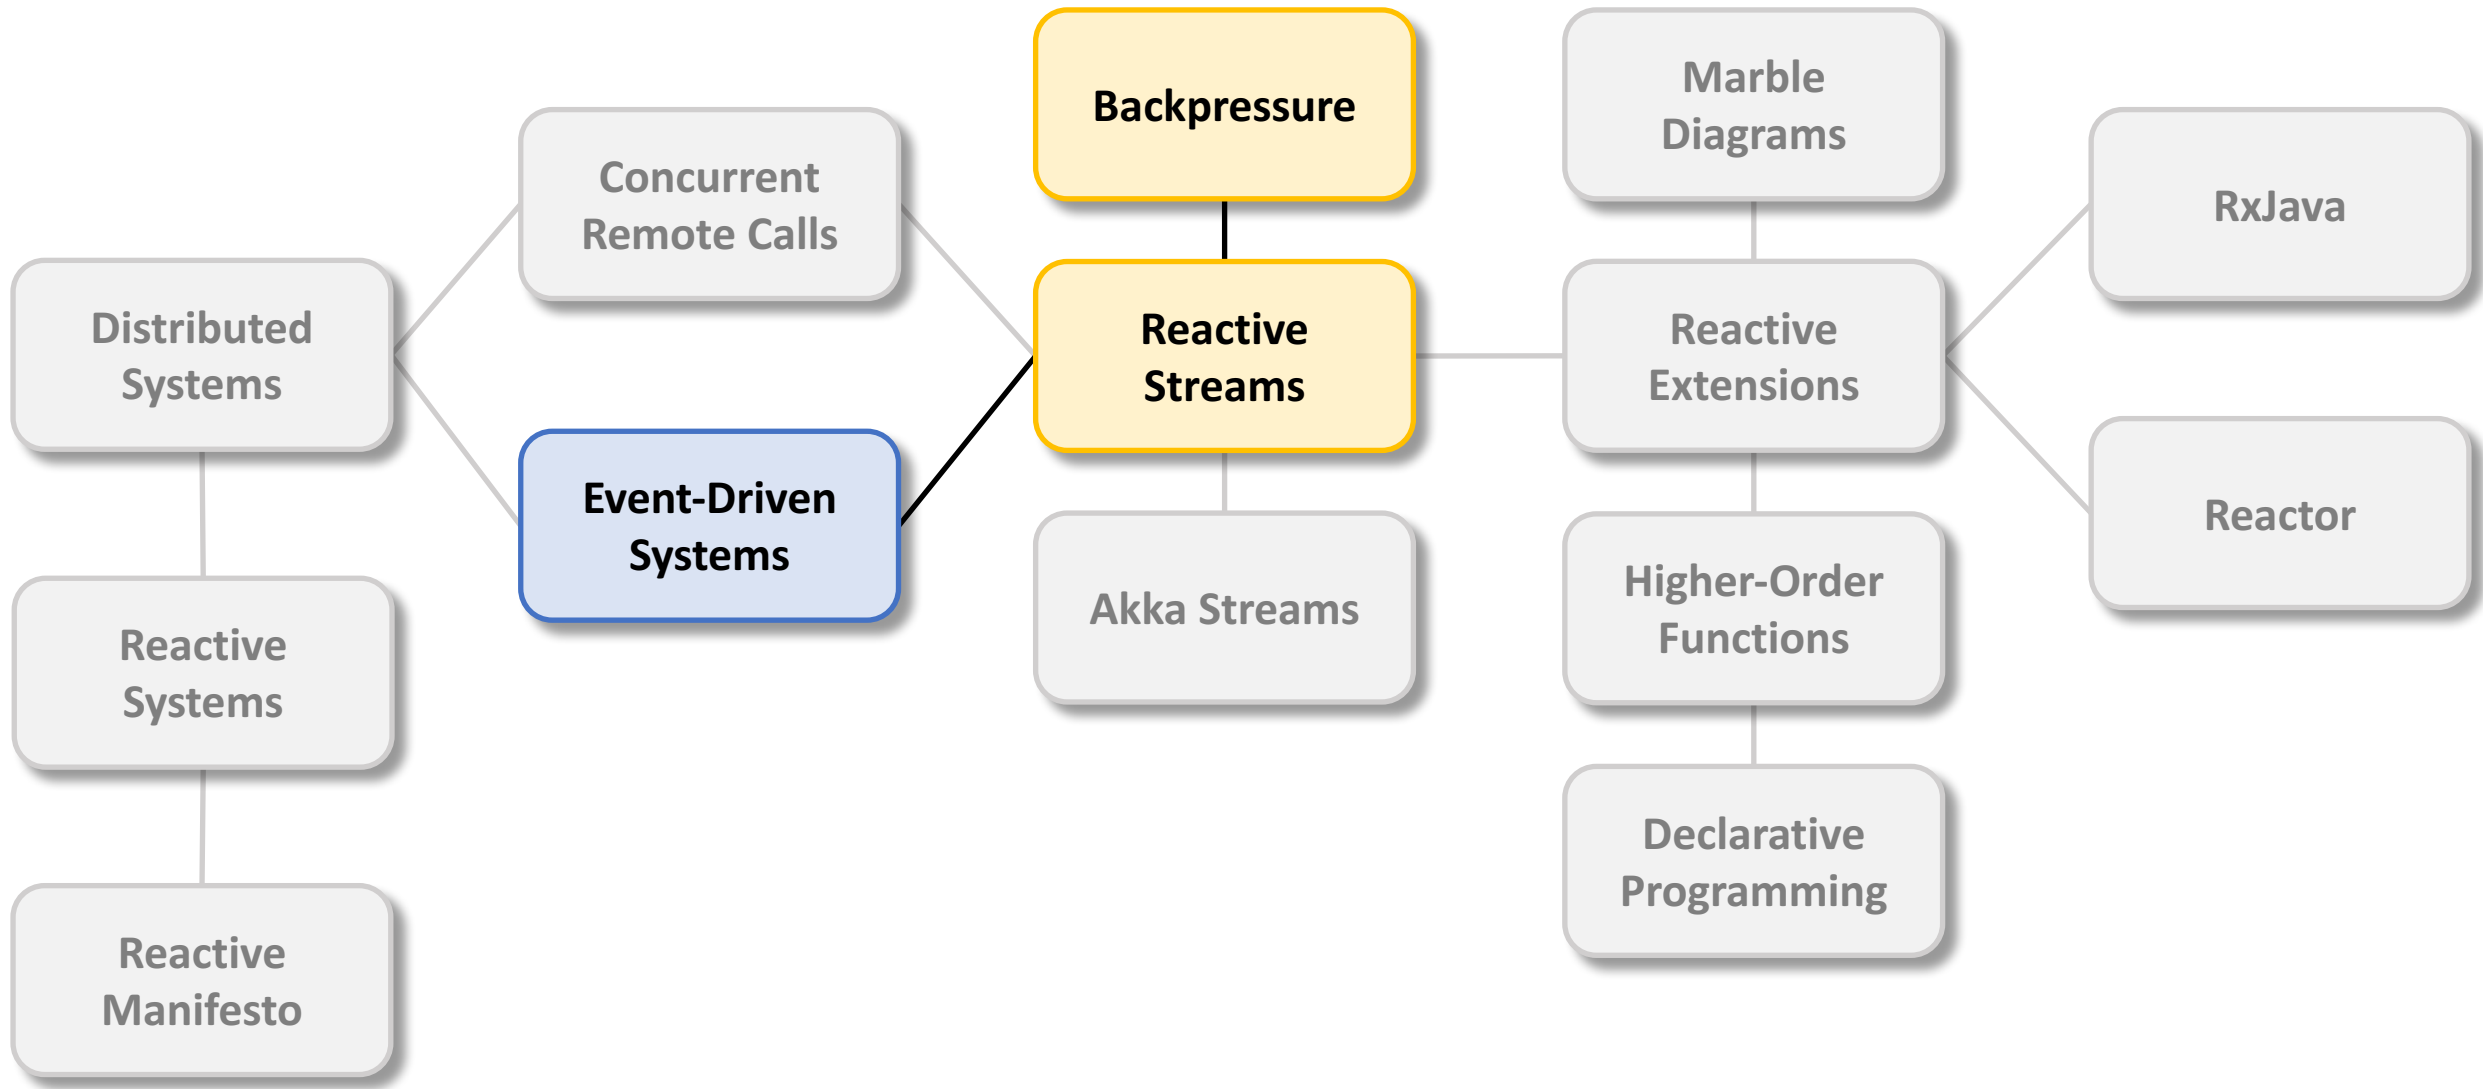 Distributed
Systems
Reactive
Systems
Reactive
Manifesto
Concurrent
Remote Calls
Event-Driven
Systems
Backpressure
Reactive
Streams
Akka Streams
Marble
Diagrams
Reactive
Extensions
Higher-Order
Functions
Declarative
Programming
RxJava
Reactor